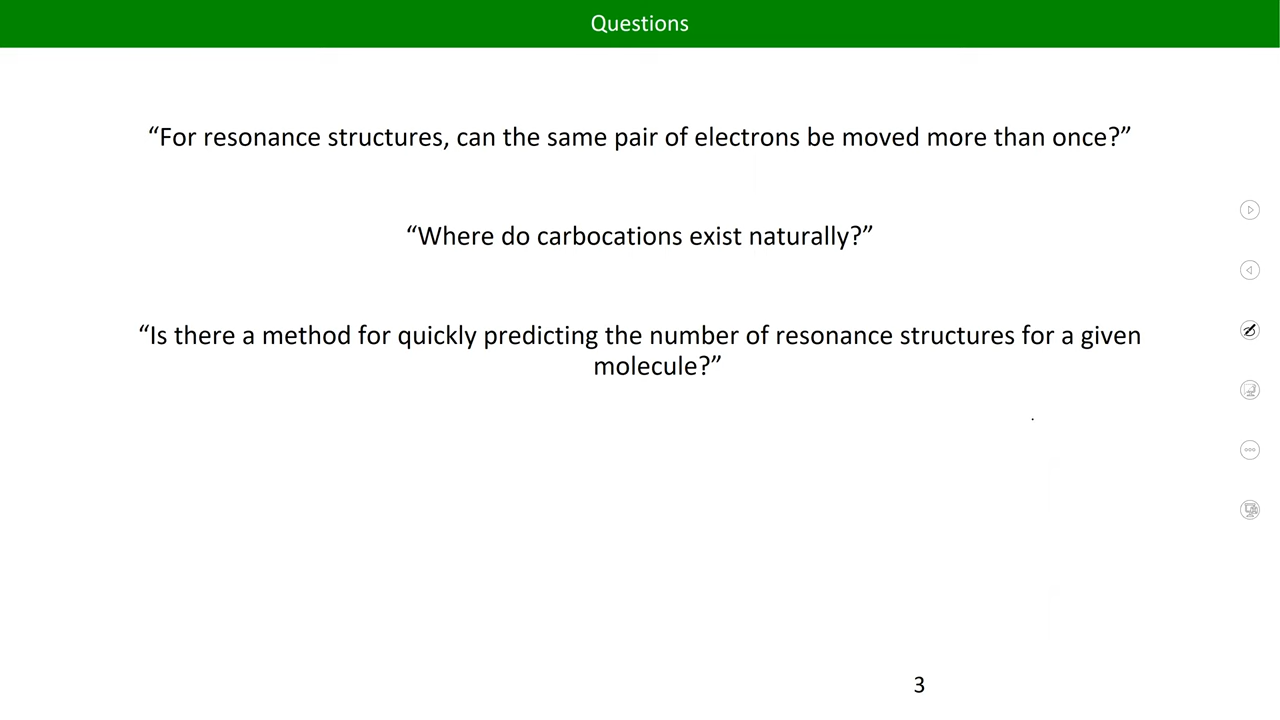 Questions
“For resonance structures, can the same pair of electrons be moved more than once?”
“Where do carbocations exist naturally?”
“Is there a method for quickly predicting the number of resonance structures for a given
molecule?”
3